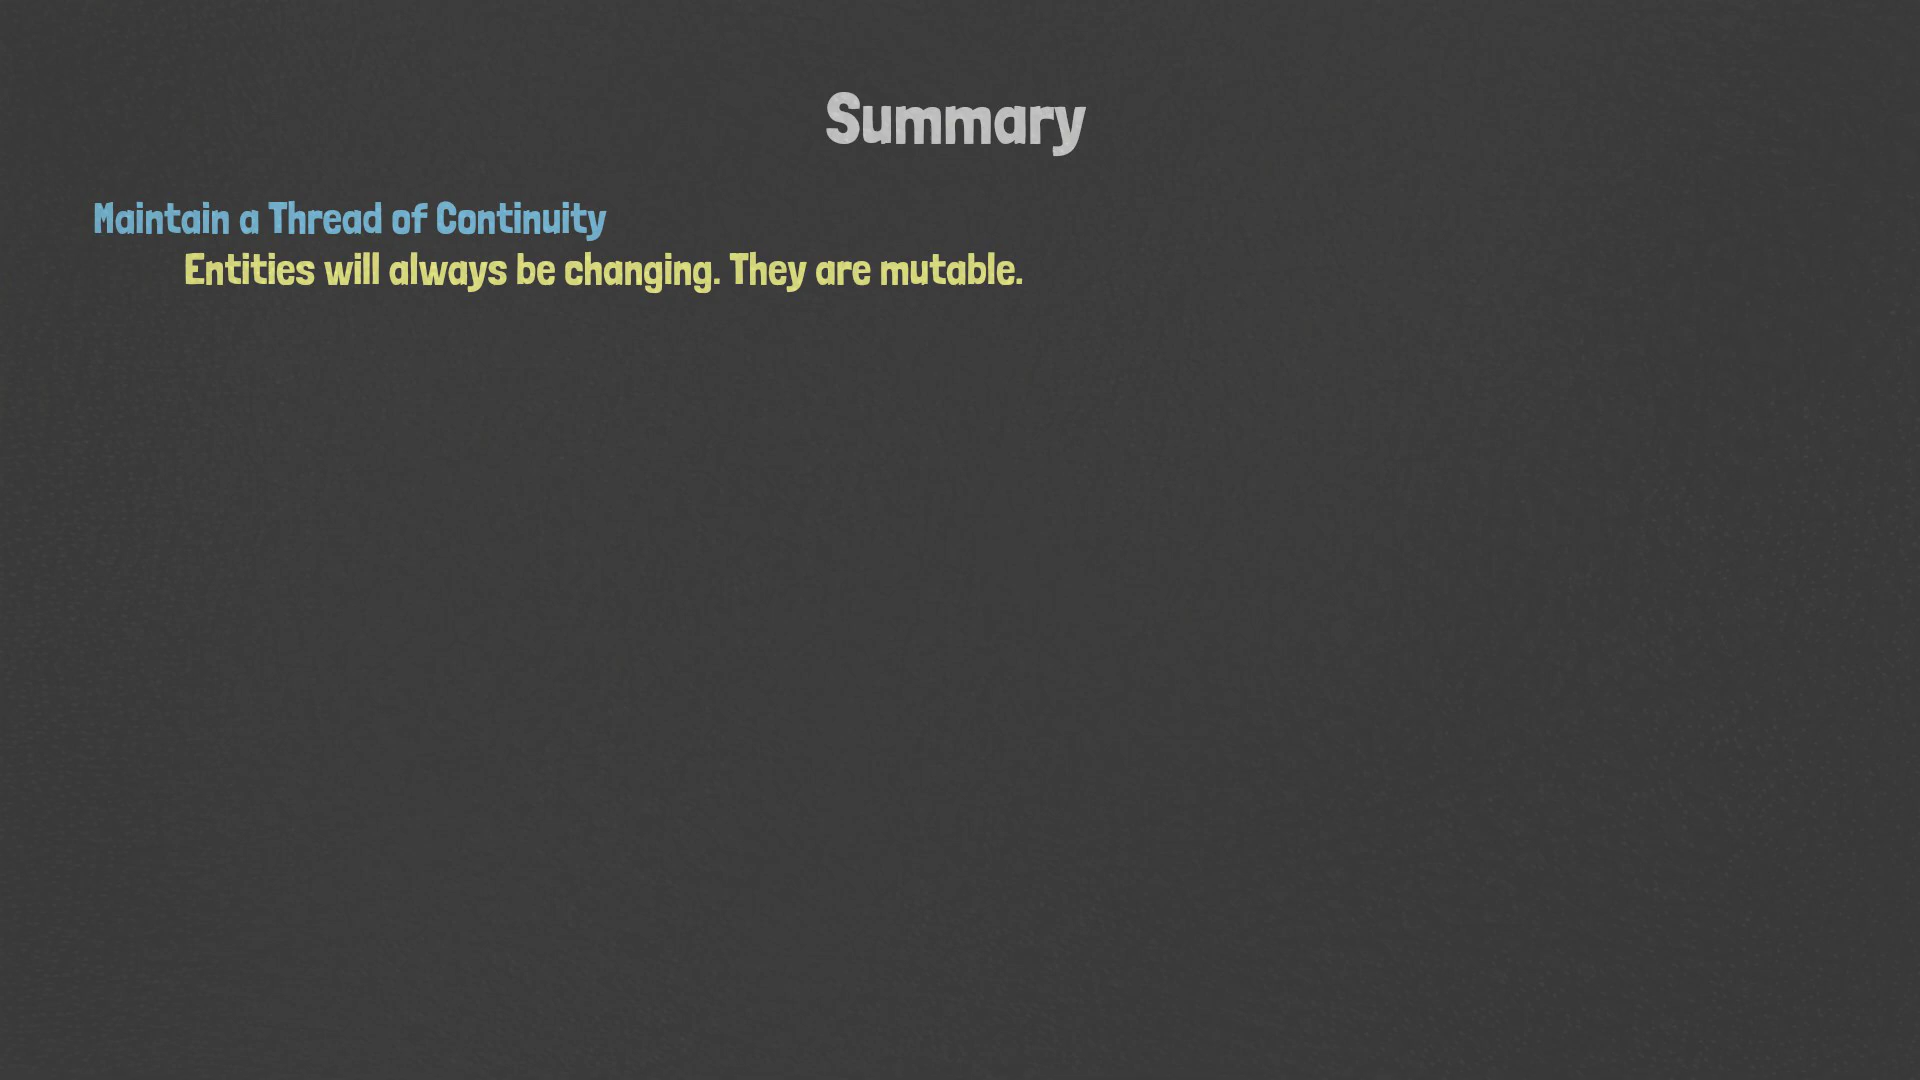 Summary
Maintain a Thread of Continuity
Entities will always be changing. They are mutable.